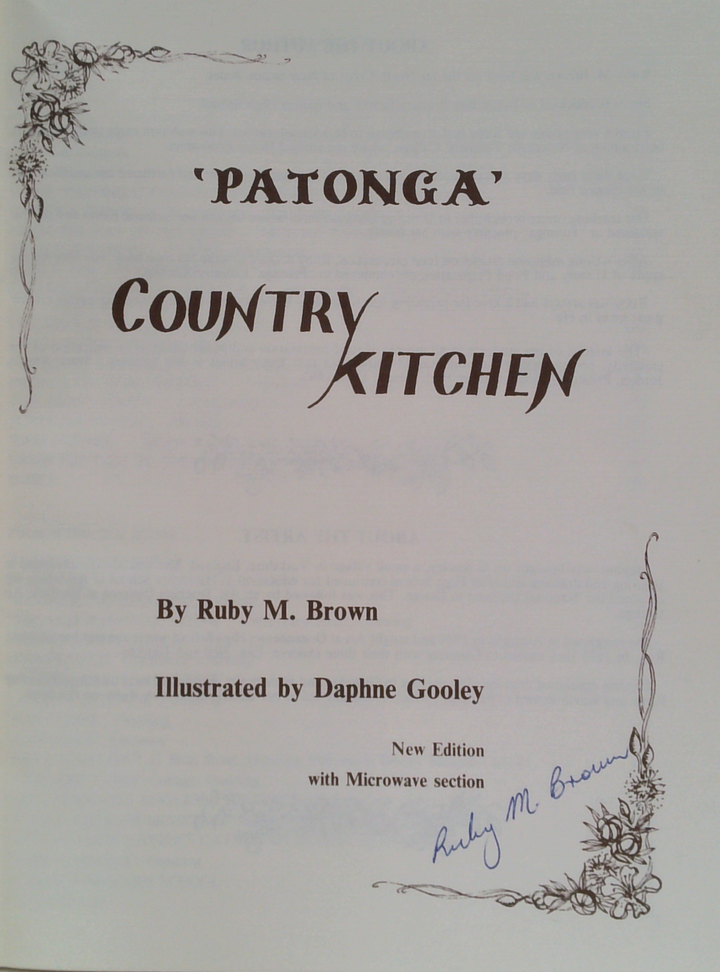 'PATONGA'
COUNTRY
KITCHEN
By Ruby M. Brown
Illustrated by Daphne Gooley
New Edition
with Microwave section
Ruby M. Brown